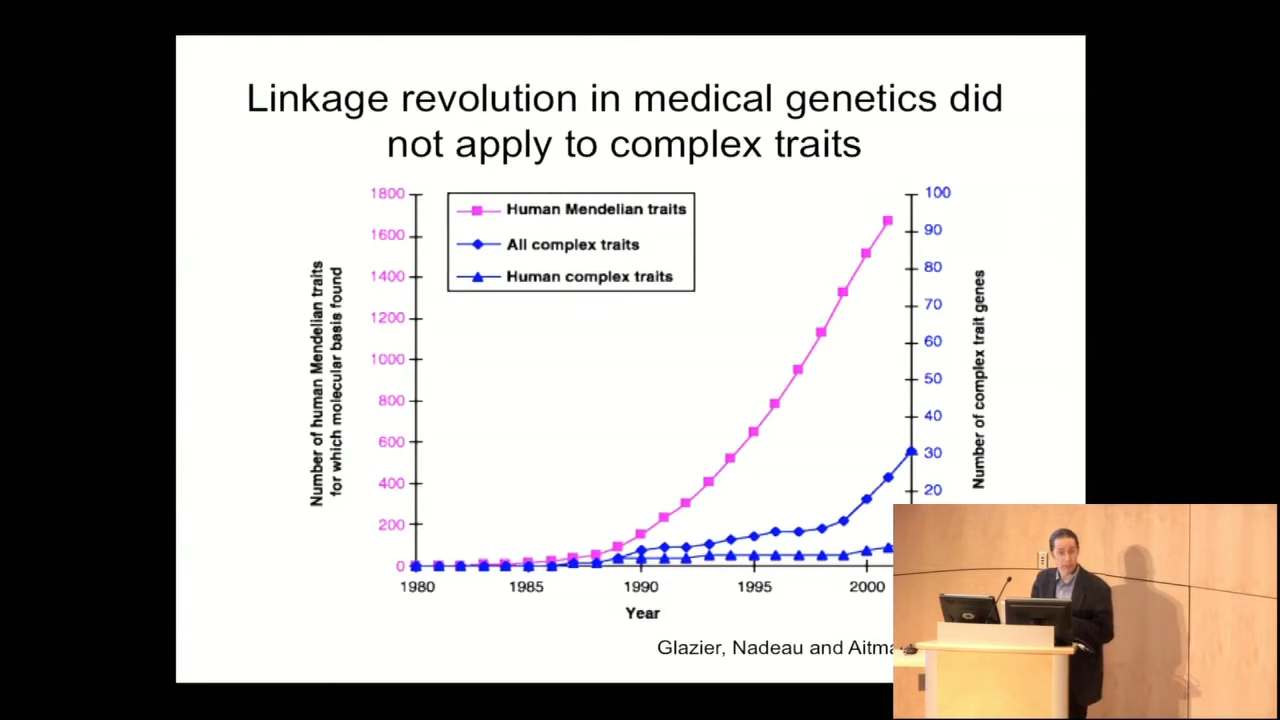 Linkage revolution in medical genetics did
not apply to complex traits
1800
1600
1400
1200
1000
800
600
400
200
0
Number of human Mendelian traits
for which molecular basis found
Human Mendelian traits
All complex traits
Human complex traits
100
90
80
70
60
50
40
30
20
Number of complex trait genes
1980
1985
1990
1995
2000
Year
Glazier, Nadeau and